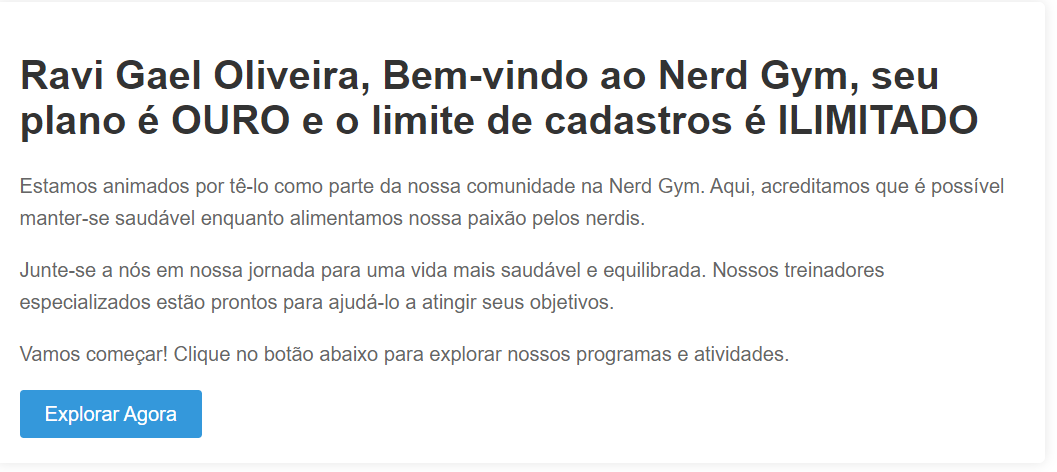 Ravi Gael Oliveira, Bem-vindo ao Nerd Gym, seu
plano é OURO e o limite de cadastros é ILIMITADO
Estamos animados por tê-lo como parte da nossa comunidade na Nerd Gym. Aqui, acreditamos que é possível
manter-se saudável enquanto alimentamos nossa paixão pelos nerdis.
Junte-se a nós em nossa jornada para uma vida mais saudável e equilibrada. Nossos treinadores
especializados estão prontos para ajudá-lo a atingir seus objetivos.
Vamos começar! Clique no botão abaixo para explorar nossos programas e atividades.
Explorar Agora